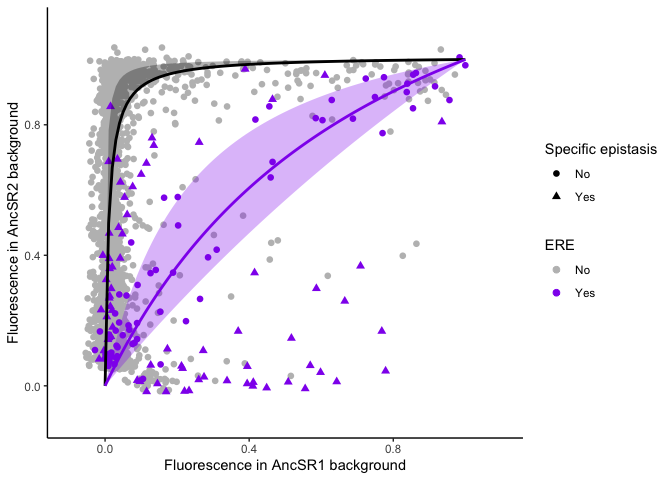 Fluorescence in AncSR2 background
0.8
0.4
0.0
0.0
0.4
0.8
Fluorescence in AncSR1 background
Specific epistasis
No
Yes
ERE
No
Yes